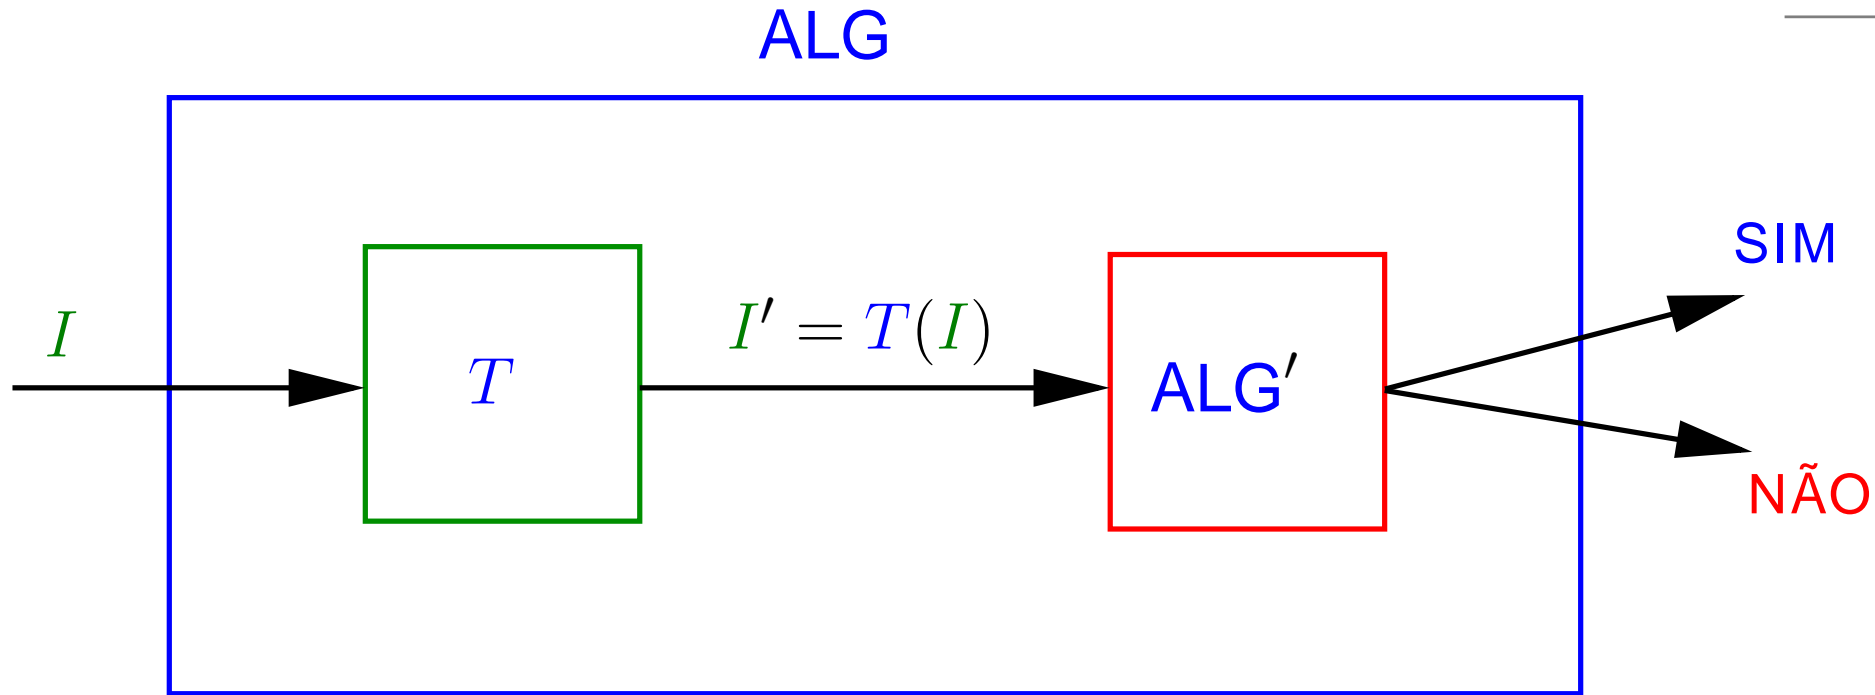 ALG
SIM
I
I′ = T(I)
T
ALG′
NÃO